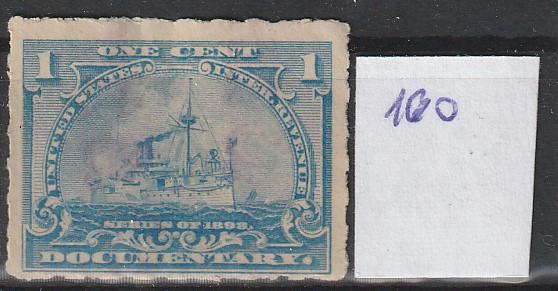 ONE CENT
1 1
UNITED STATES INTER. REVENUE
SERIES OF 1898.
DOCUMENTARY.
160